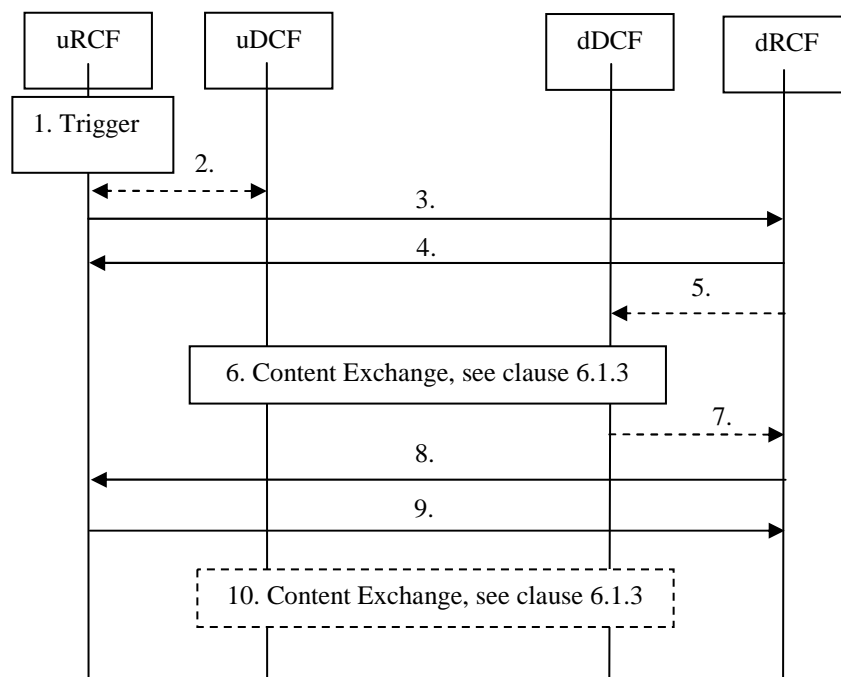 uRCF
uDCF
dDCF
dRCF
1. Trigger
2.
3.
4.
5.
6. Content Exchange, see clause 6.1.3
7.
8.
9.
10. Content Exchange, see clause 6.1.3